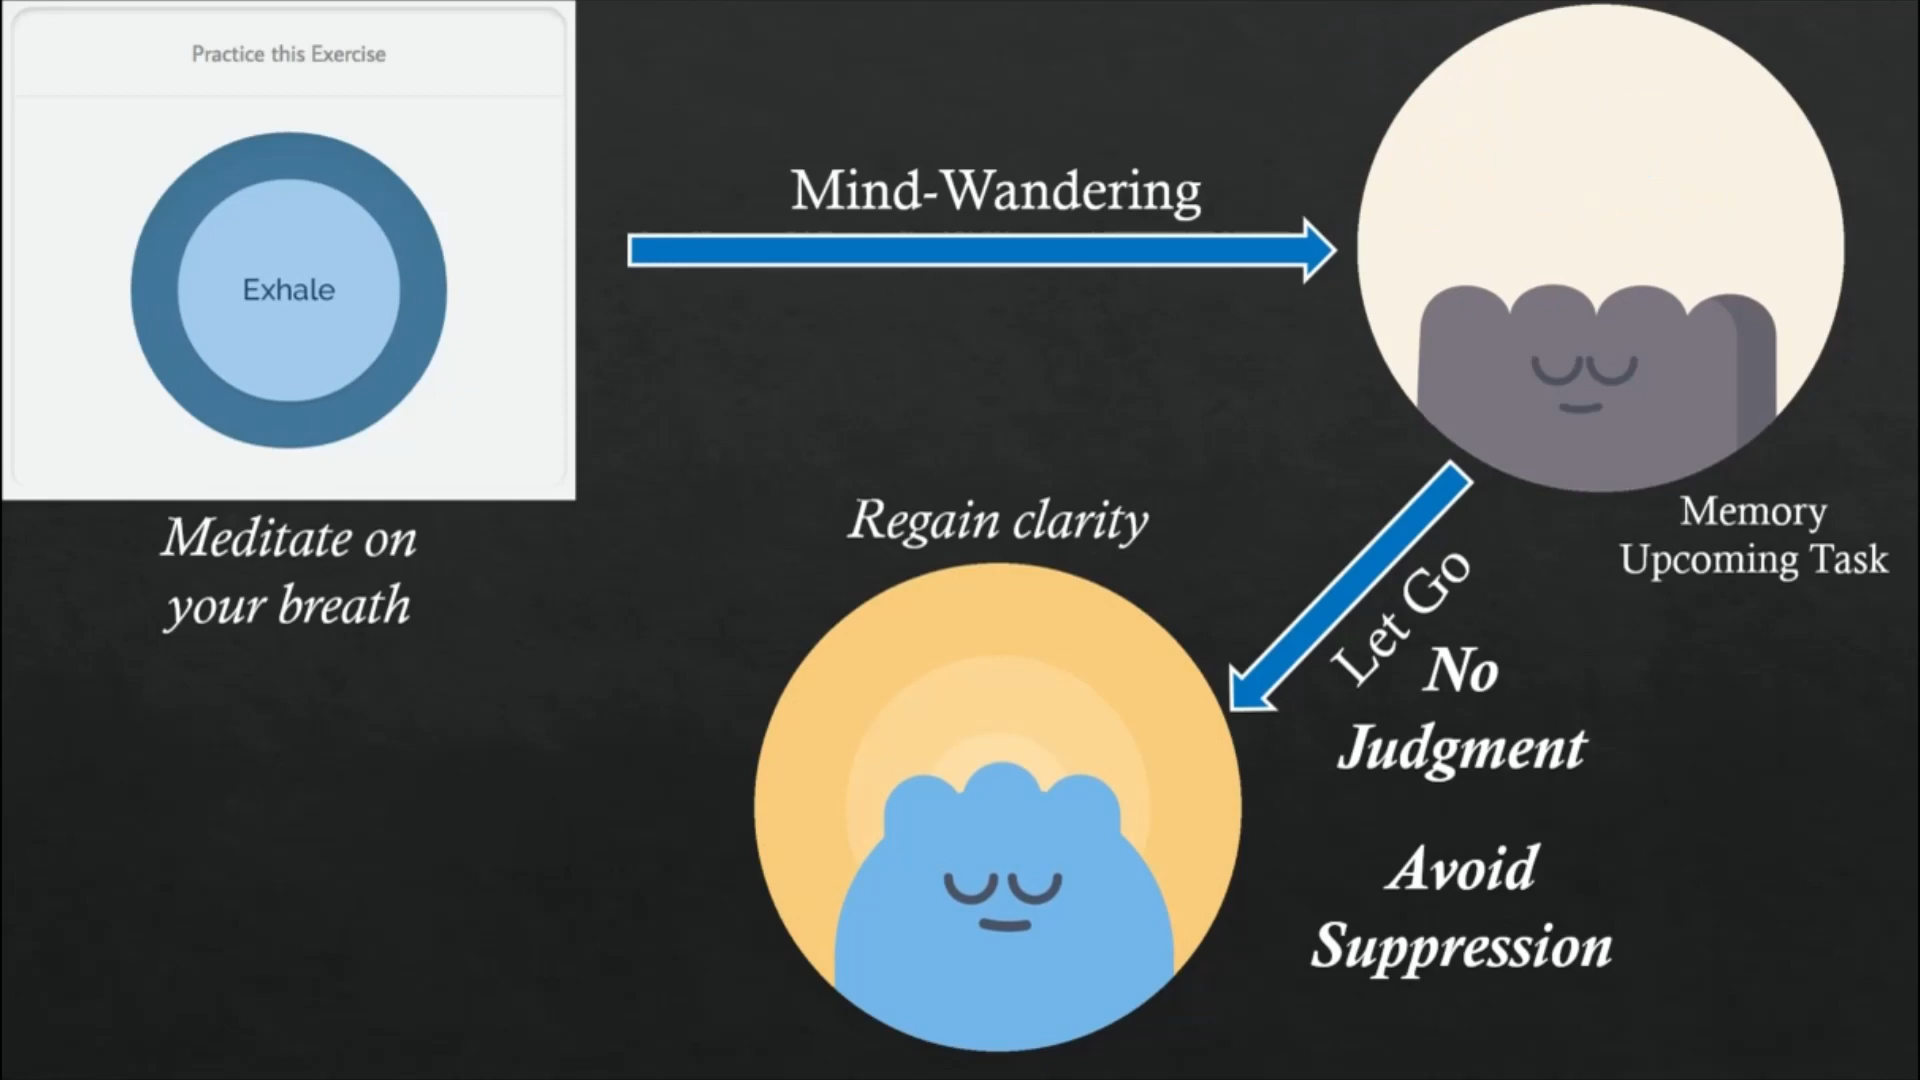 Practice this Exercise
Exhale
Meditate on
your breath
Mind-Wandering
Memory
Upcoming Task
Let Go
No
Judgment
Avoid
Suppression
Regain clarity